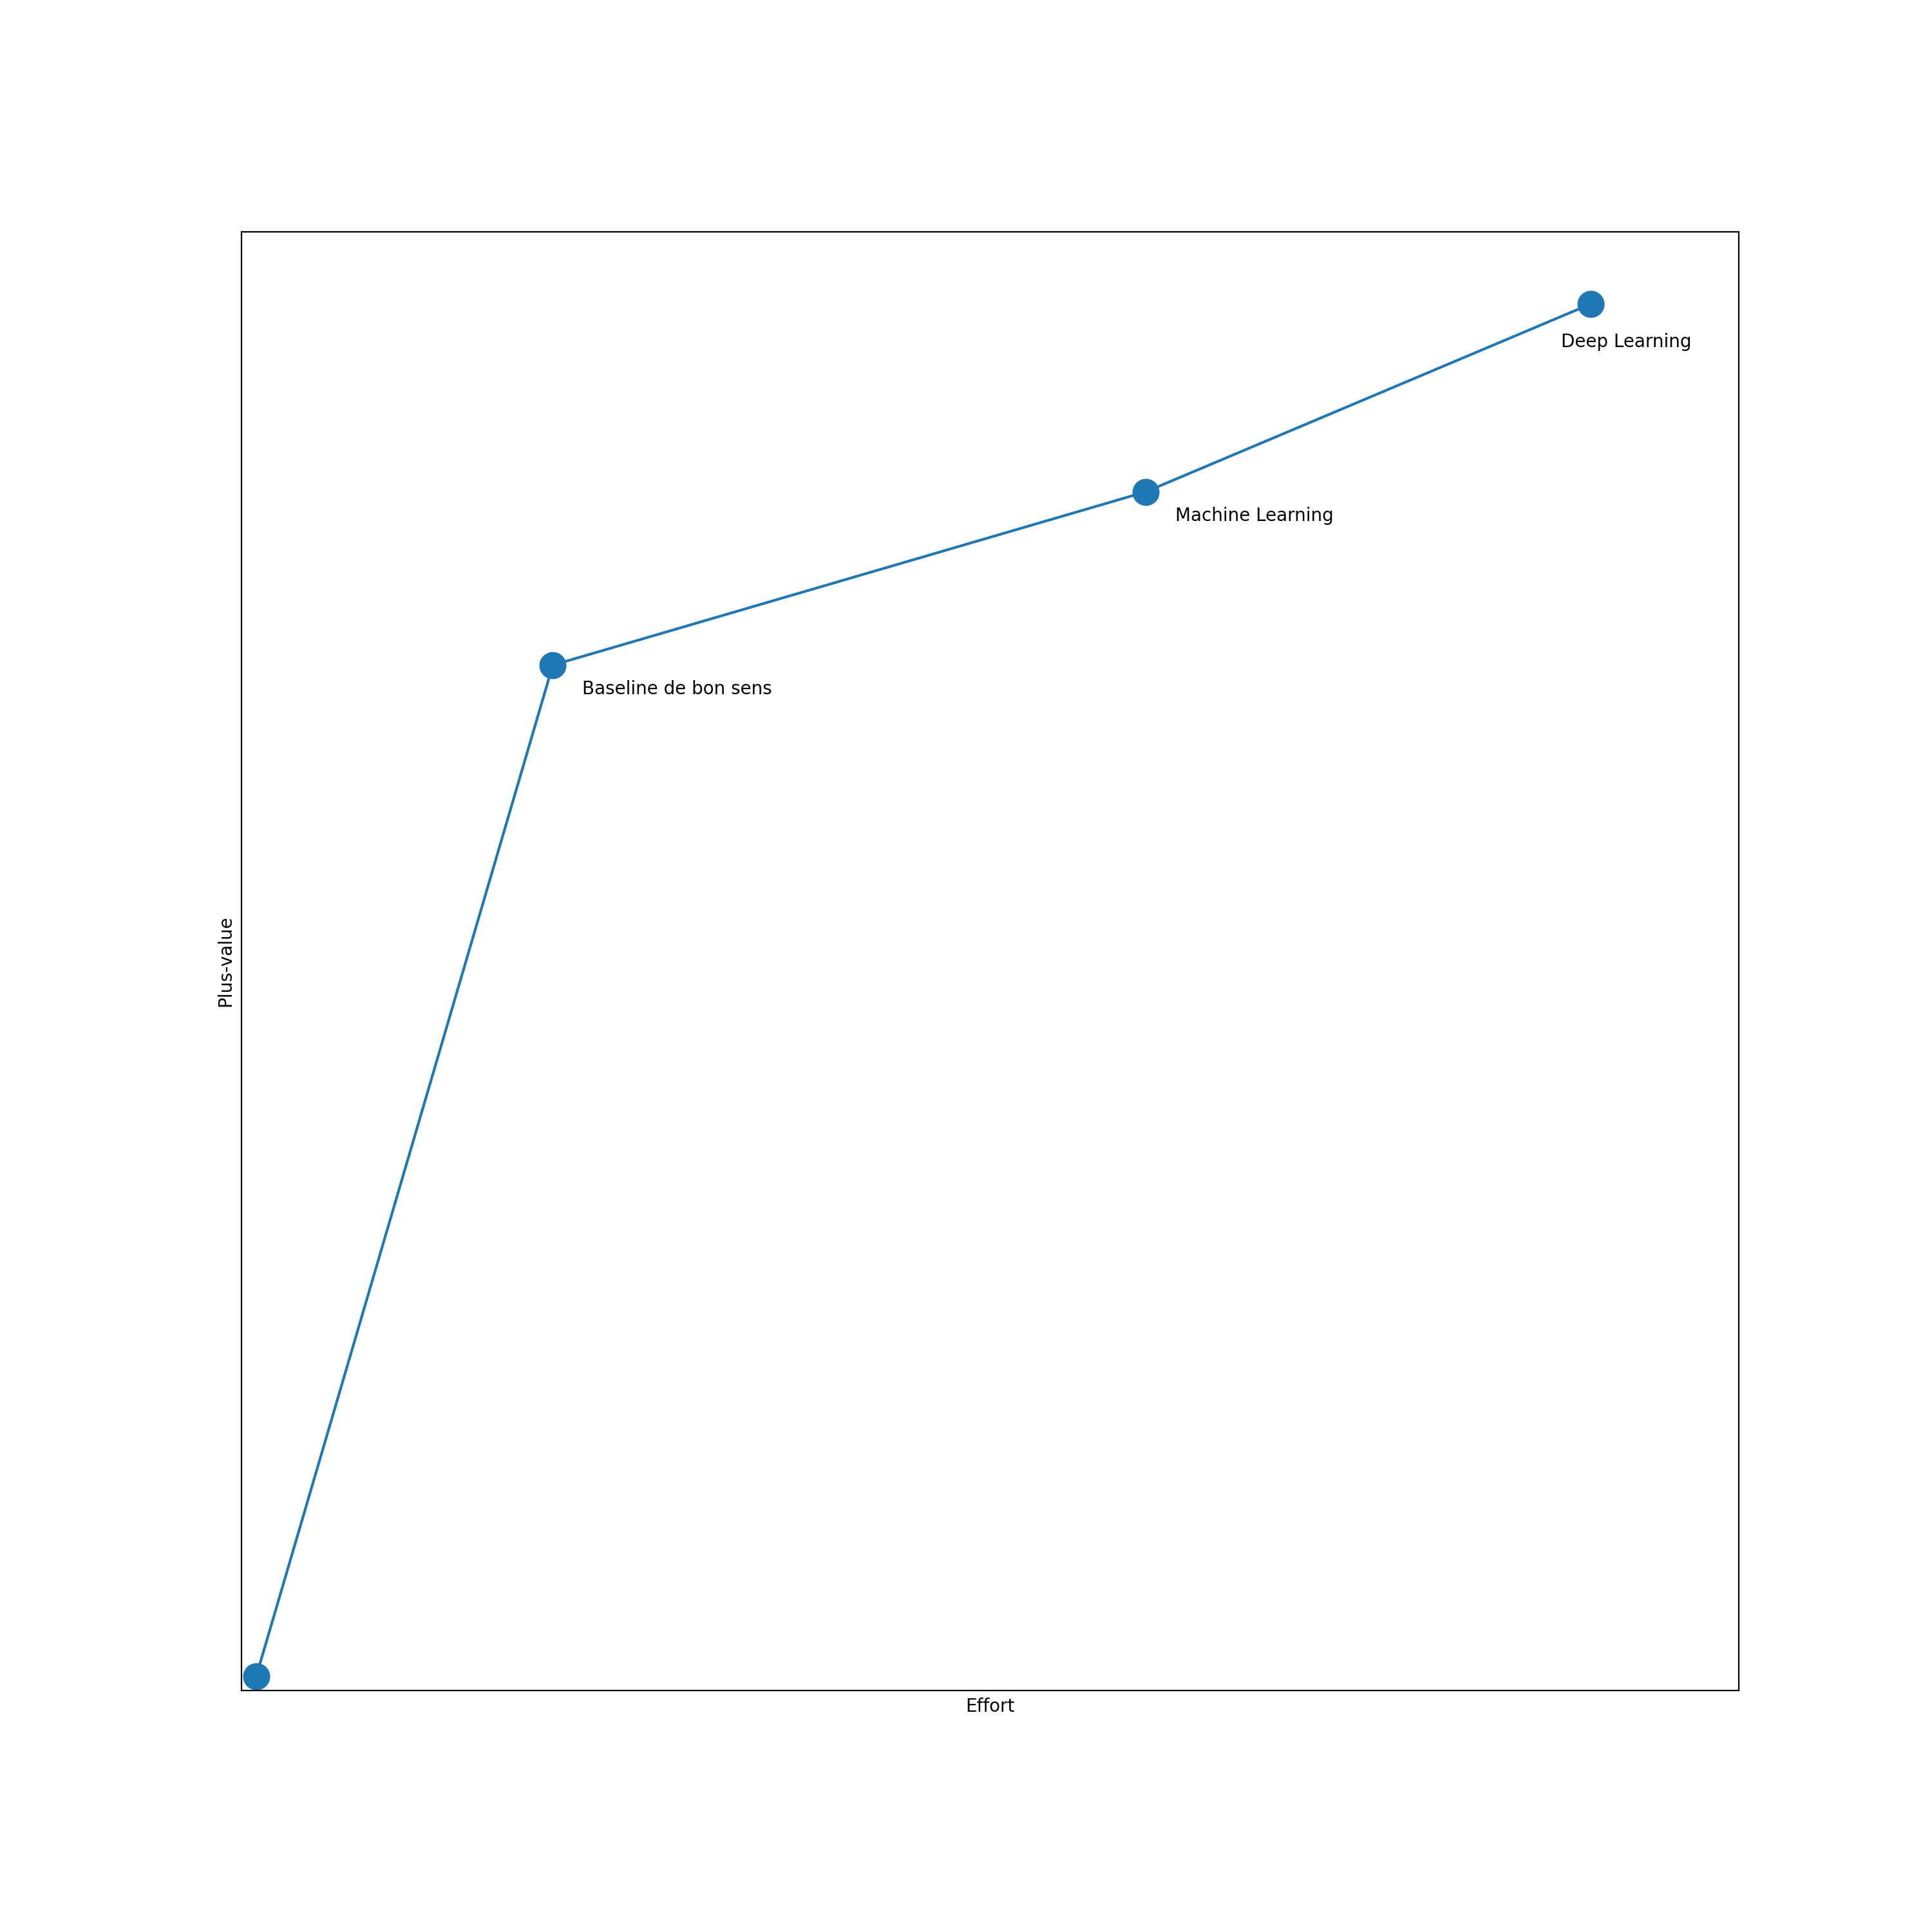 Deep Learning
Machine Learning
Baseline de bon sens
Plus-value
Effort